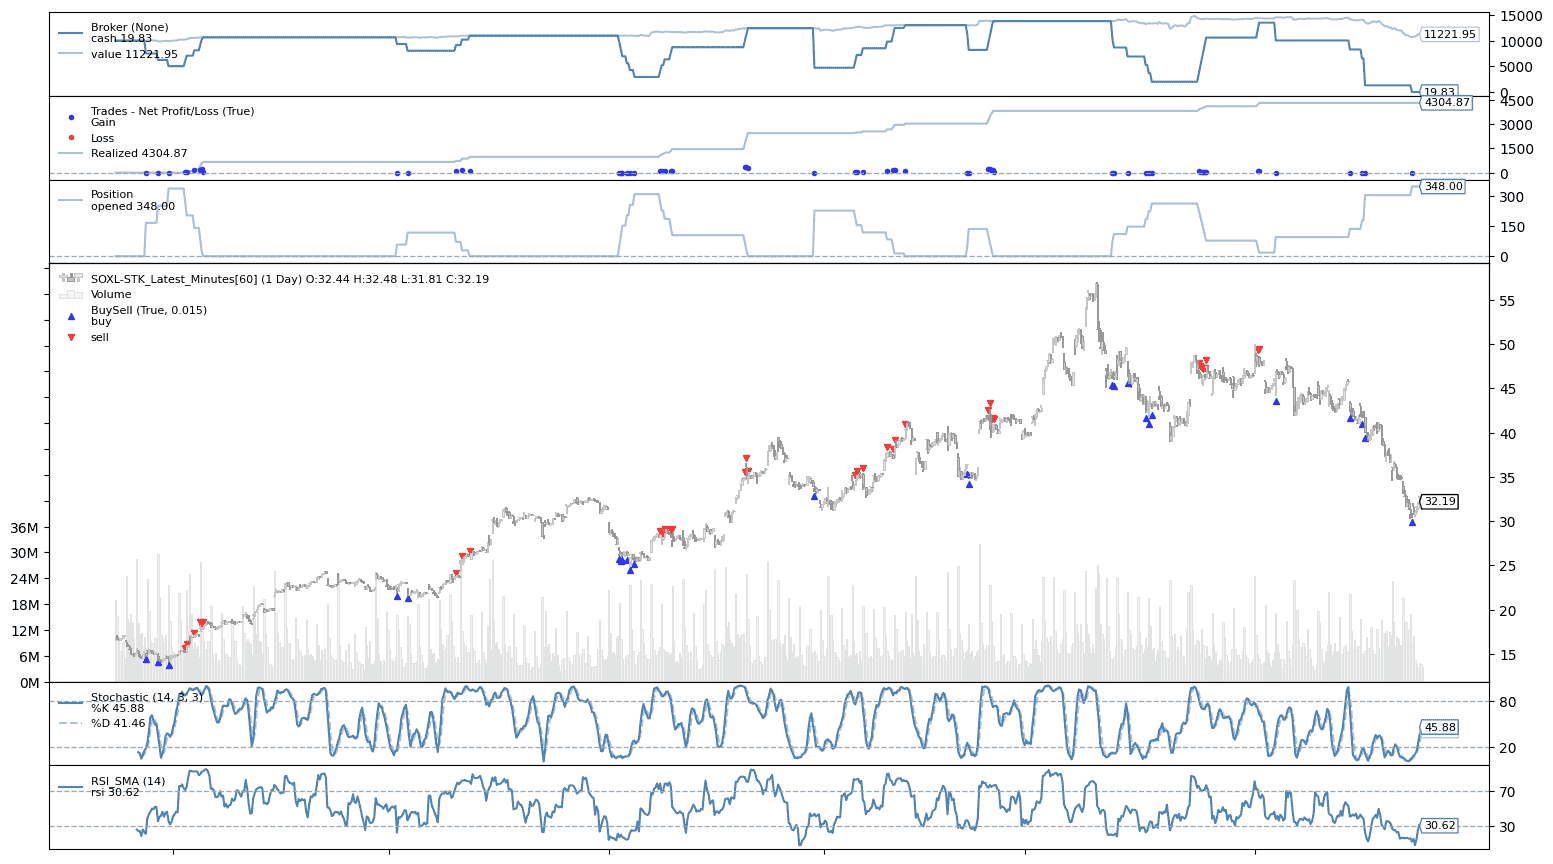 Broker (None)
cash 19.83
value 11221.95
15000
11221.95
10000
5000
0
19.83
Trades - Net Profit/Loss (True)
Gain
Loss
Realized 4304.87
4500
4304.87
3000
1500
0
Position
opened 348.00
348.00
300
150
0
SOXL-STK_Latest_Minutes[60] (1 Day) O:32.44 H:32.48 L:31.81 C:32.19
Volume
BuySell (True, 0.015)
buy
sell
55
50
45
40
35
32.19
30
25
20
15
36M
30M
24M
18M
12M
6M
0M
Stochastic (14, 3, 3)
%K 45.88
%D 41.46
80
45.88
20
RSI_SMA (14)
rsi 30.62
70
30.62
30